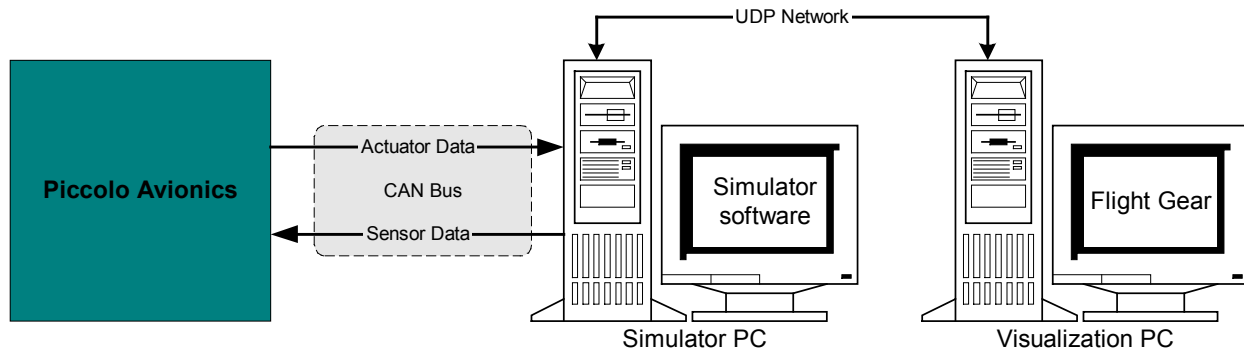 UDP Network
Actuator Data
Piccolo Avionics
CAN Bus
Sensor Data
Simulator
software
Flight Gear
Simulator PC
Visualization PC